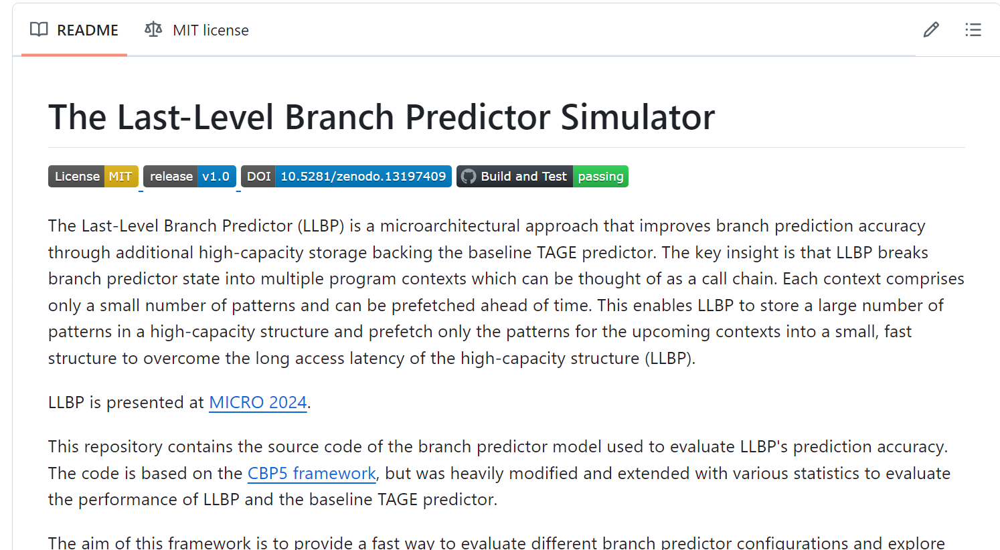 README MIT license
The Last-Level Branch Predictor Simulator
License MIT release v1.0 DOI 10.5281/zenodo.13197409 Build and Test passing
The Last-Level Branch Predictor (LLBP) is a microarchitectural approach that improves branch prediction accuracy
through additional high-capacity storage backing the baseline TAGE predictor. The key insight is that LLBP breaks
branch predictor state into multiple program contexts which can be thought of as a call chain. Each context comprises
only a small number of patterns and can be prefetched ahead of time. This enables LLBP to store a large number of
patterns in a high-capacity structure and prefetch only the patterns for the upcoming contexts into a small, fast
structure to overcome the long access latency of the high-capacity structure (LLBP).
LLBP is presented at MICRO 2024.
This repository contains the source code of the branch predictor model used to evaluate LLBP's prediction accuracy.
The code is based on the CBP5 framework, but was heavily modified and extended with various statistics to evaluate
the performance of LLBP and the baseline TAGE predictor.
The aim of this framework is to provide a fast way to evaluate different branch predictor configurations and explore